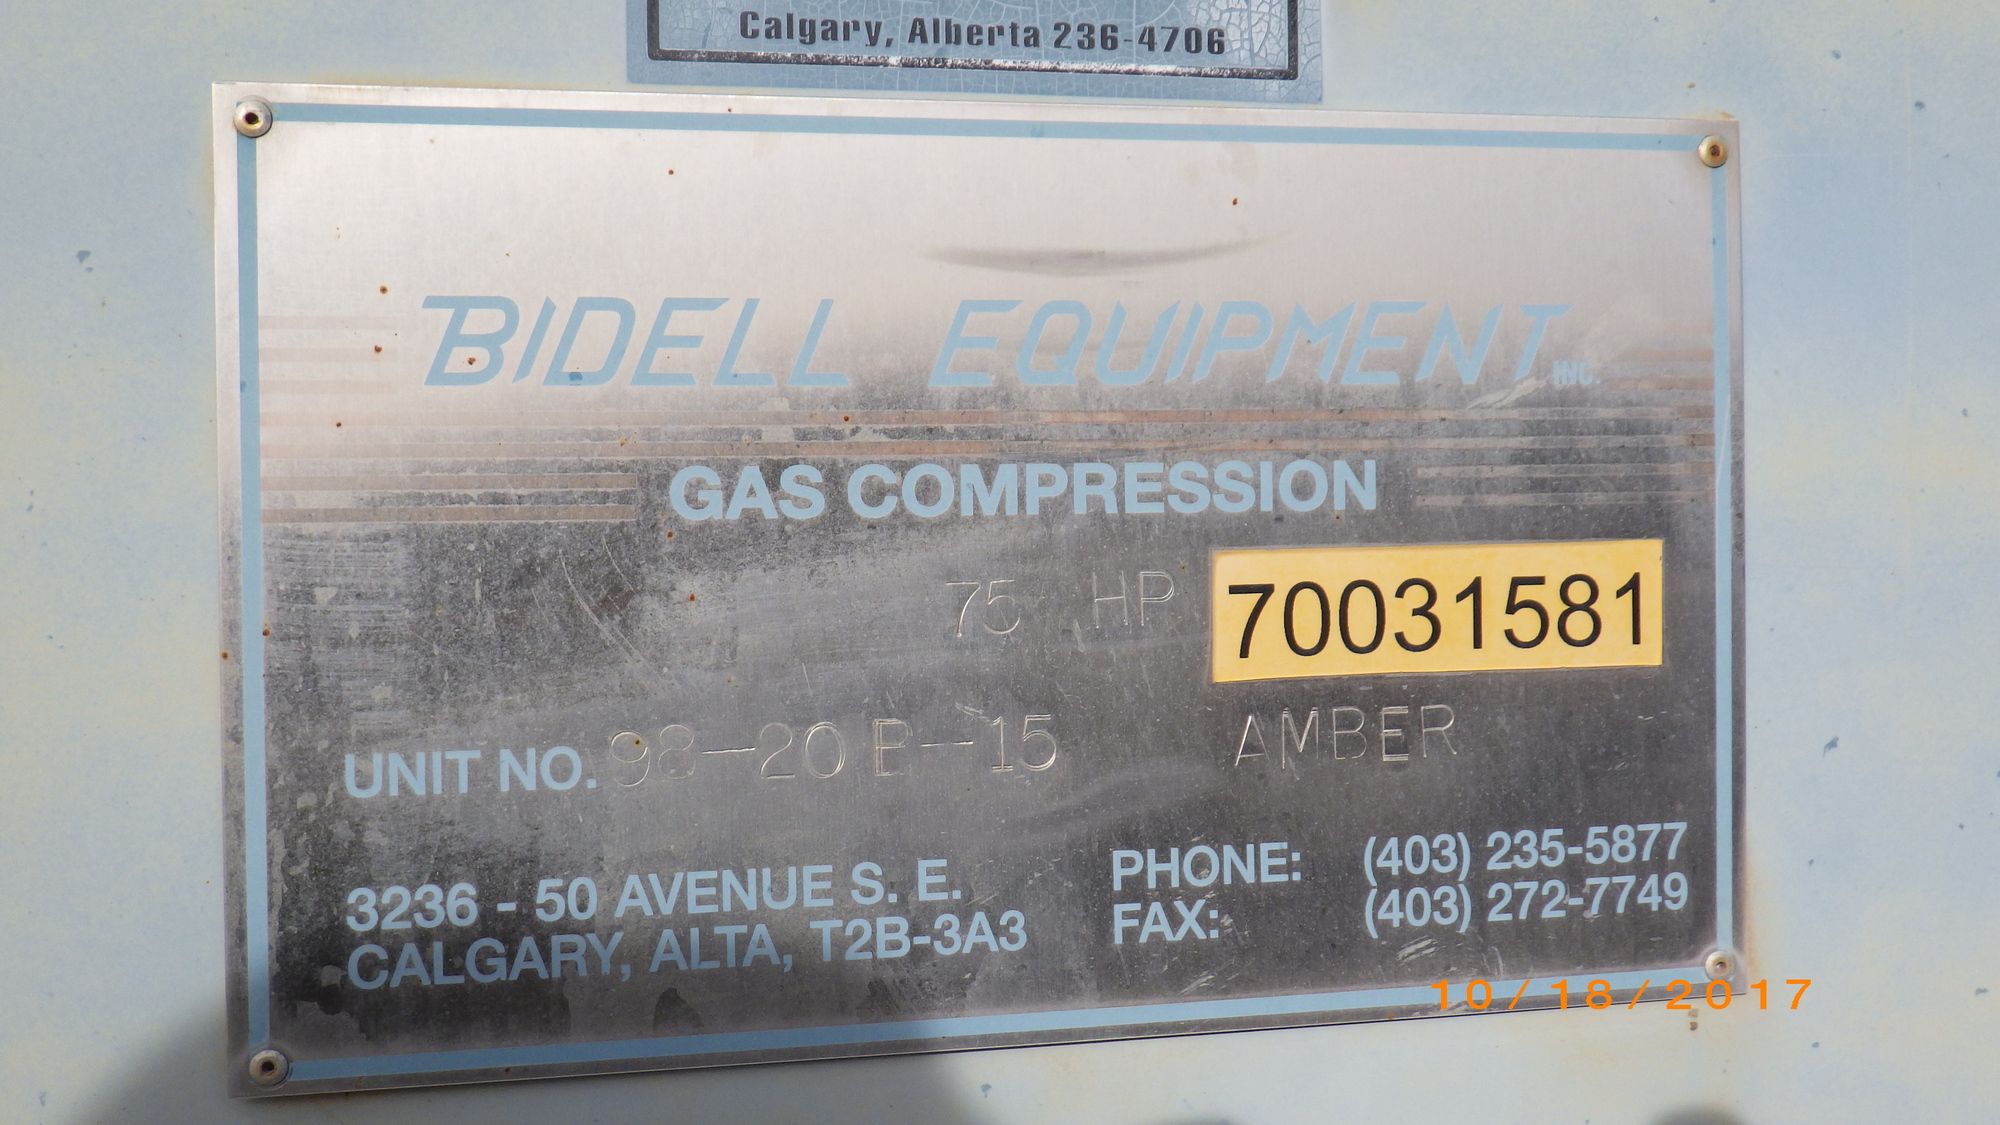 Calgary, Alberta 236-4706
BIDELL EQUIPMENT INC.
GAS COMPRESSION
75 HP 70031581
UNIT NO. 98-20B-15 AMBER
3236 - 50 AVENUE S. E. PHONE: (403) 235-5877
CALGARY, ALTA, T2B-3A3 FAX: (403) 272-7749
10/18/2017